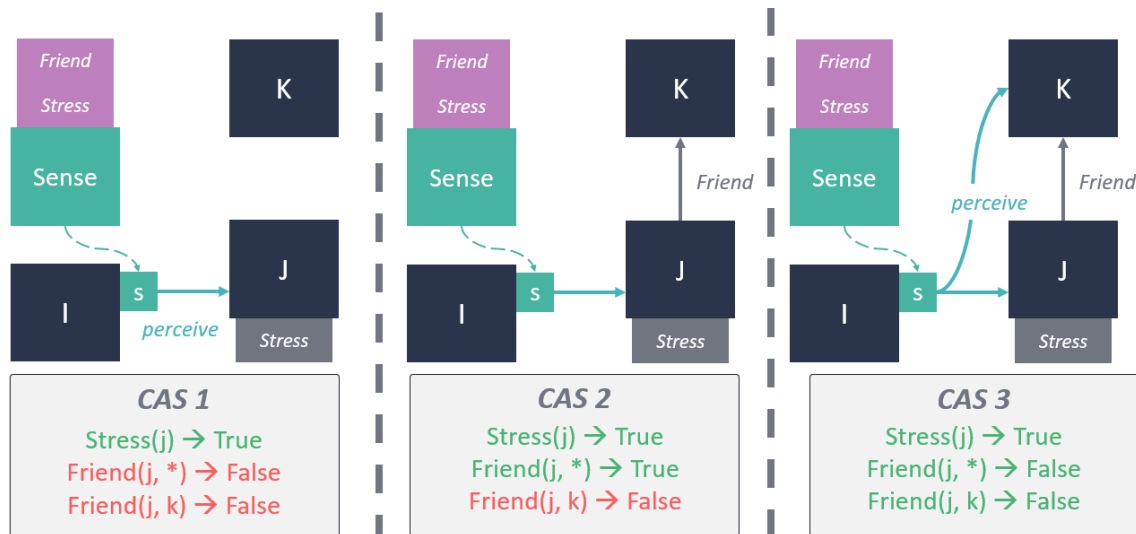 Friend
Stress
Sense
K
I
s
perceive
J
Stress
CAS 1
Stress(j) → True
Friend(j, *) → False
Friend(j, k) → False
Friend
Stress
Sense
K
Friend
I
s
J
Stress
CAS 2
Stress(j) → True
Friend(j, *) → True
Friend(j, k) → False
Friend
Stress
Sense
K
perceive
Friend
I
s
J
Stress
CAS 3
Stress(j) → True
Friend(j, *) → False
Friend(j, k) → False